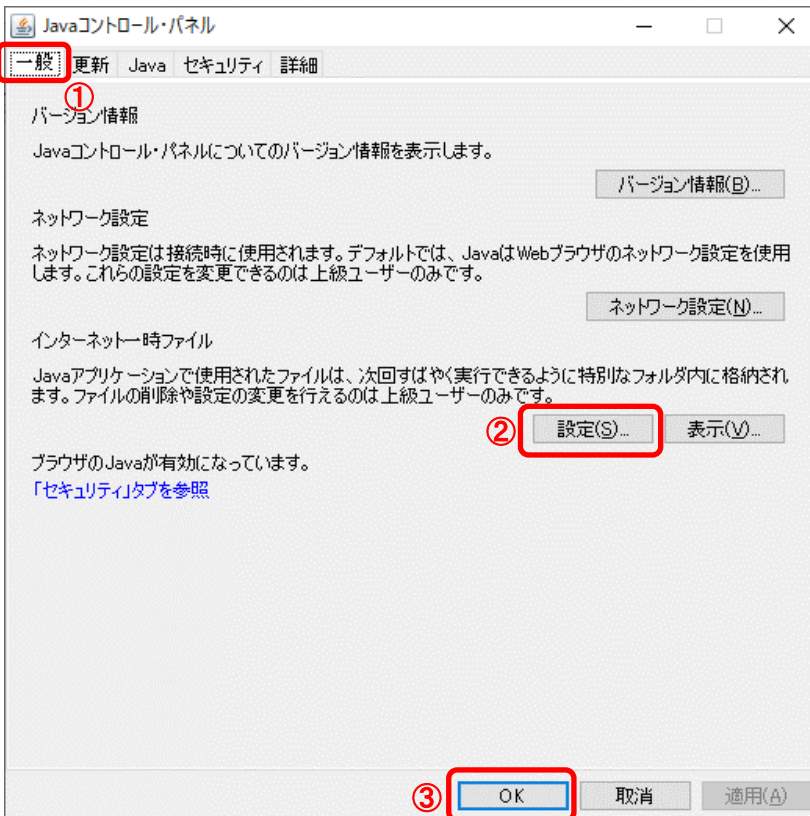 Javaコントロール・パネル
一般 更新 Java セキュリティ 詳細
①
バージョン情報
Javaコントロール・パネルについてのバージョン情報を表示します。
バージョン情報(B)...
ネットワーク設定
ネットワーク設定は接続時に使用されます。デフォルトでは、JavaはWebブラウザのネットワーク設定を使用
します。これらの設定を変更できるのは上級ユーザーのみです。
ネットワーク設定(N)...
インターネット一時ファイル
Javaアプリケーションで使用されたファイルは、次回すばやく実行できるように特別なフォルダ内に格納され
ます。ファイルの削除や設定の変更を行えるのは上級ユーザーのみです。
② 設定(S)... 表示(V)...
ブラウザのJavaが有効になっています。
「セキュリティ」タブを参照
③ OK 取消 適用(A)